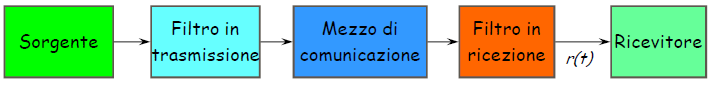 Sorgente
Filtro in
trasmissione
Mezzo di
comunicazione
Filtro in
ricezione
r(t)
Ricevitore